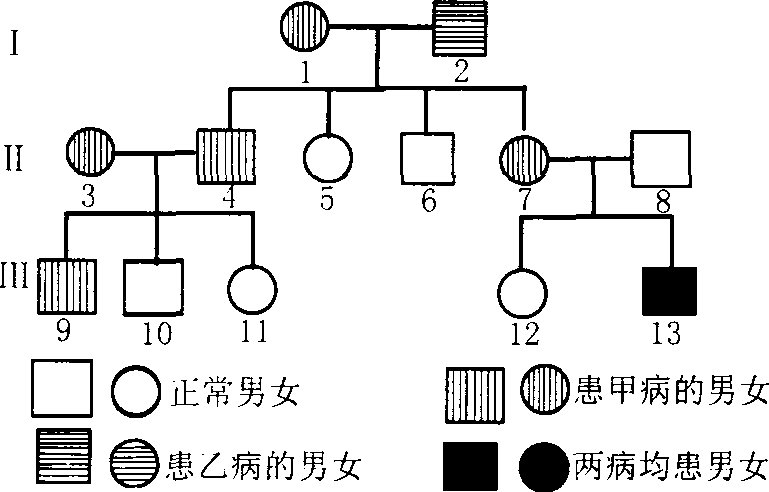 I
1 2
II
3 4 5 6 7 8
III
9 10 11 12 13
正常男女 患甲病的男女
患乙病的男女 两病均患男女